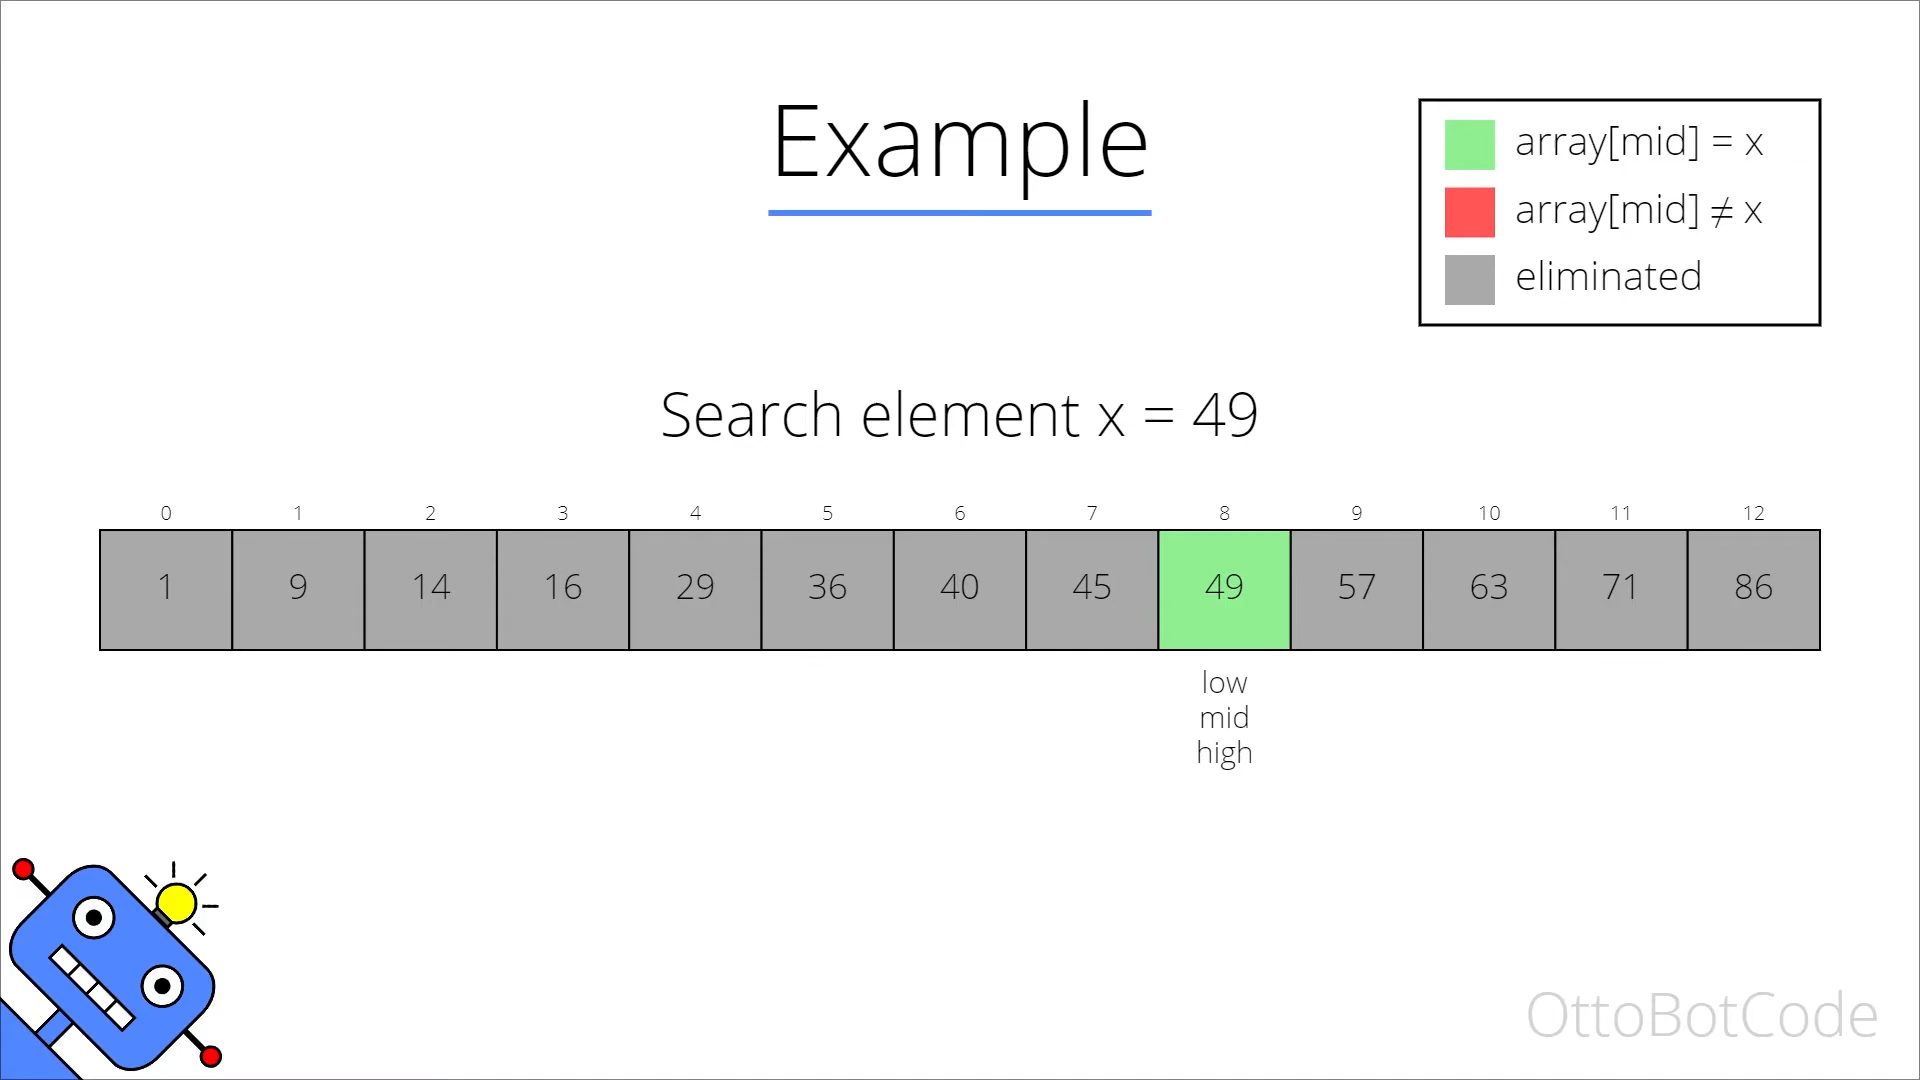 Example
array[mid] = x
array[mid] ≠ x
eliminated
Search element x = 49
0 1 2 3 4 5 6 7 8 9 10 11 12
1 9 14 16 29 36 40 45 49 57 63 71 86
low
mid
high
OttoBotCode